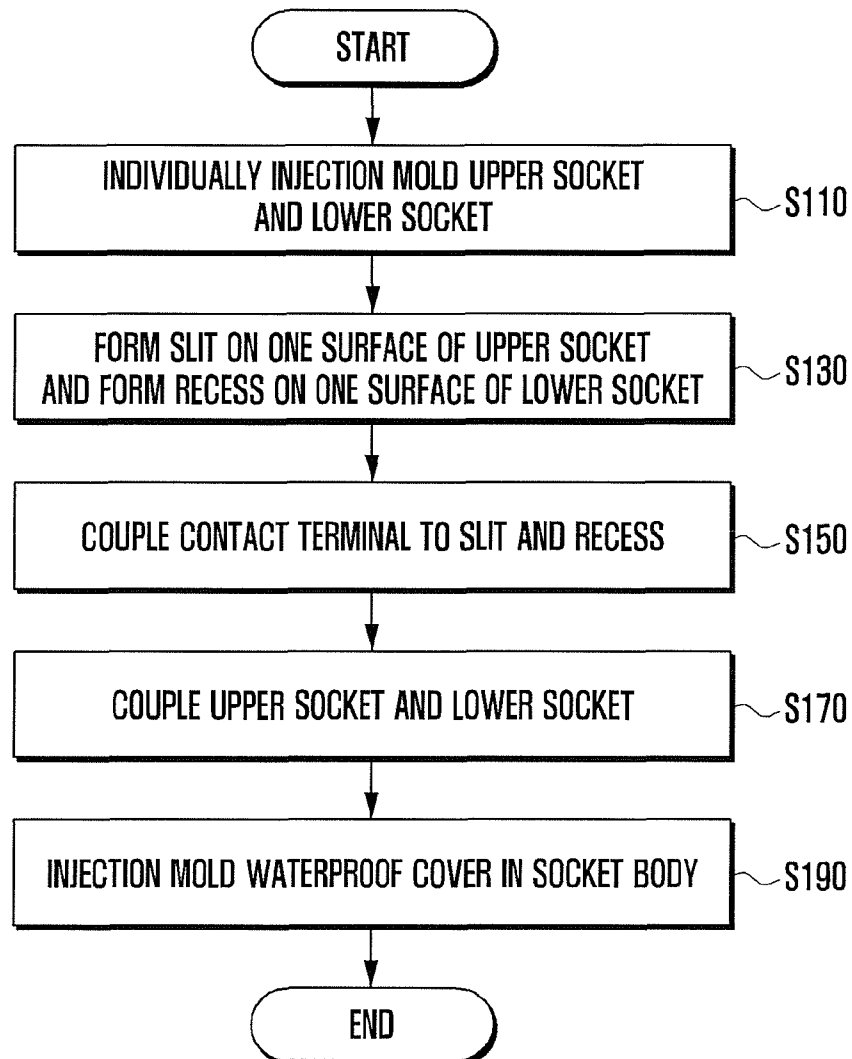 START
INDIVIDUALLY INJECTION MOLD UPPER SOCKET
AND LOWER SOCKET
S110
FORM SLIT ON ONE SURFACE OF UPPER SOCKET
AND FORM RECESS ON ONE SURFACE OF LOWER SOCKET
S130
COUPLE CONTACT TERMINAL TO SLIT AND RECESS
S150
COUPLE UPPER SOCKET AND LOWER SOCKET
S170
INJECTION MOLD WATERPROOF COVER IN SOCKET BODY
S190
END